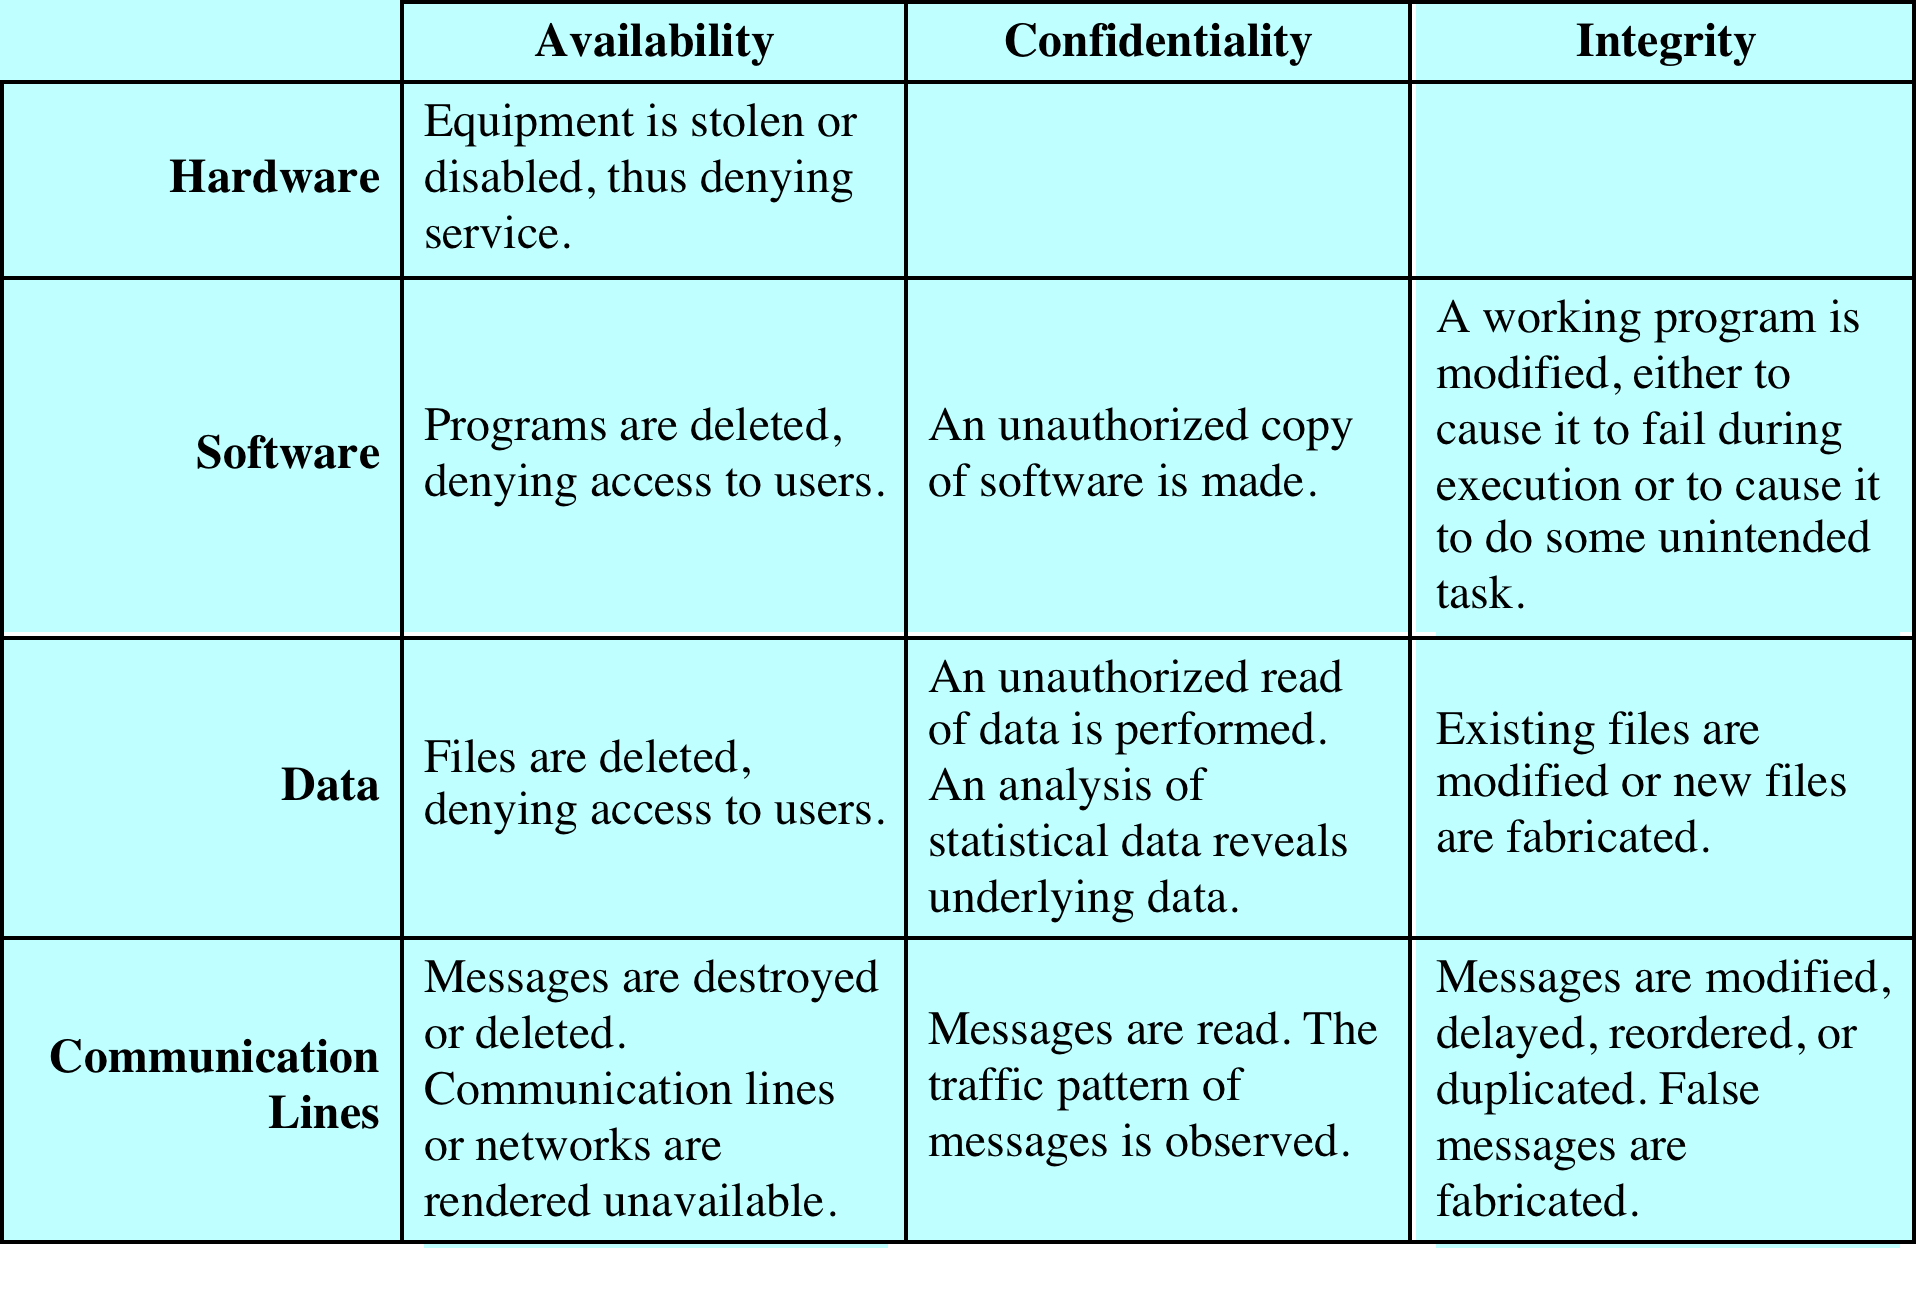 Availability Confidentiality Integrity
Hardware
Equipment is stolen or
disabled, thus denying
service.
Software
Programs are deleted,
denying access to users.
An unauthorized copy
of software is made.
A working program is
modified, either to
cause it to fail during
execution or to cause it
to do some unintended
task.
Data
Files are deleted,
denying access to users.
An unauthorized read
of data is performed.
An analysis of
statistical data reveals
underlying data.
Existing files are
modified or new files
are fabricated.
Communication
Lines
Messages are destroyed
or deleted.
Communication lines
or networks are
rendered unavailable.
Messages are read. The
traffic pattern of
messages is observed.
Messages are modified,
delayed, reordered, or
duplicated. False
messages are
fabricated.